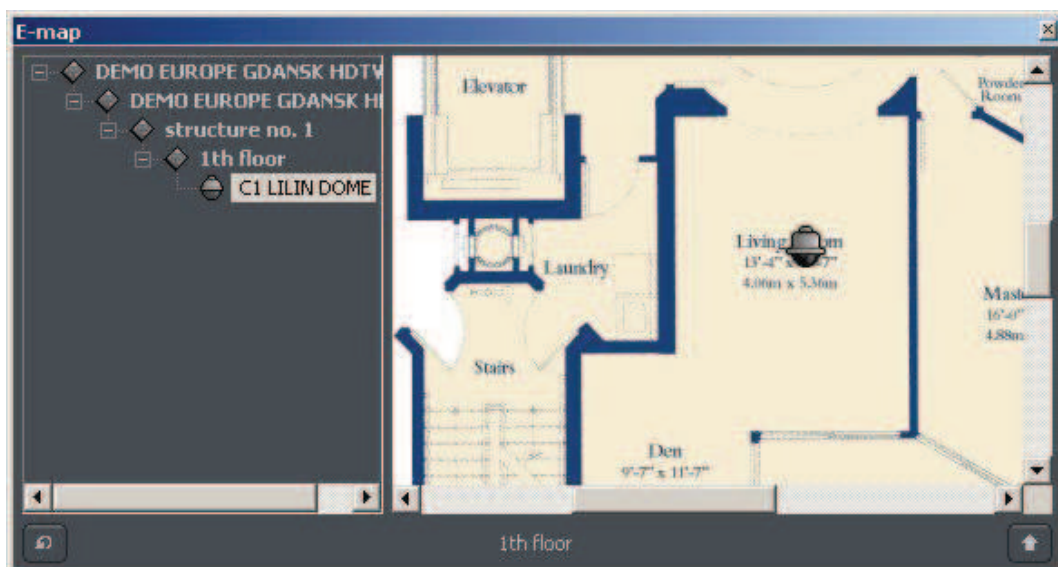 E-map
DEMO EUROPE GDANSK HDTV
DEMO EUROPE GDANSK HI
structure no. 1
1th floor
C1 LILIN DOME
Elevator
Powder
Room
Living
13'-4" x
4.06m x 5.36m
Laundry
16'-0"
4.88m
Stairs
Den
9'-7" x 11'-7"
1th floor